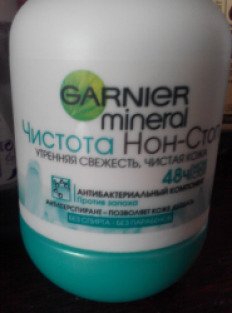 GARNIER
mineral
Чистота Нон-Стоп
УТРЕННЯЯ СВЕЖЕСТЬ, ЧИСТАЯ КОЖА
48ч
АНТИБАКТЕРИАЛЬНЫЙ КОМПОНЕНТ
Против запаха
АНТИПЕРСПИРАНТ - ПОЗВОЛЯЕТ КОЖЕ ДЫШАТЬ
БЕЗ СПИРТА - БЕЗ ПАРАБЕНОВ